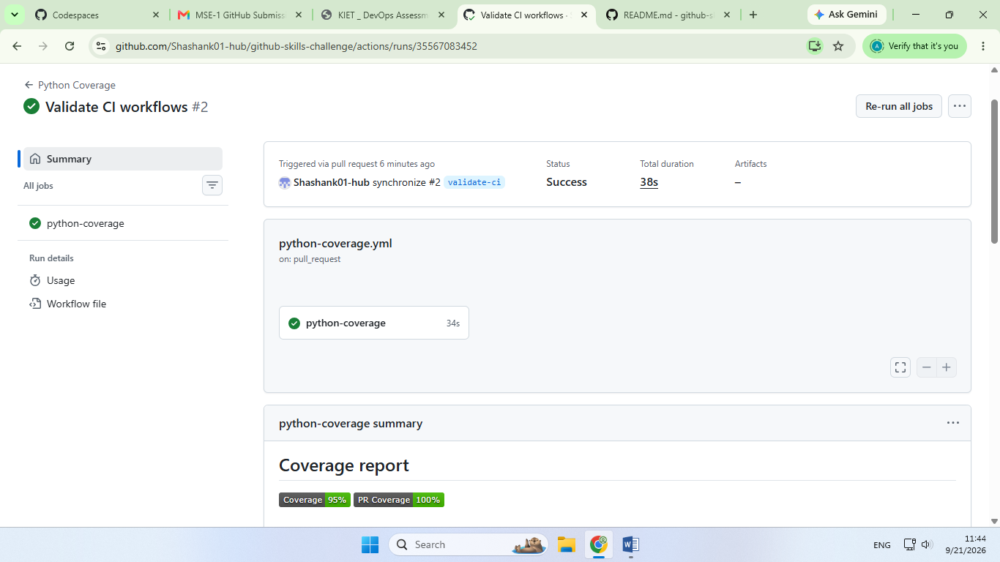 Codespaces
MSE-1 GitHub Submiss
KIET _ DevOps Assessm
Validate CI workflows ·
README.md - github-s
Ask Gemini
github.com/Shashank01-hub/github-skills-challenge/actions/runs/35567083452
Verify that it's you
Python Coverage
Validate CI workflows #2
Re-run all jobs
Summary
All jobs
python-coverage
Run details
Usage
Workflow file
Triggered via pull request 6 minutes ago
Shashank01-hub synchronize #2 validate-ci
Status
Success
Total duration
38s
Artifacts
–
python-coverage.yml
on: pull_request
python-coverage 34s
python-coverage summary
Coverage report
Coverage 95% PR Coverage 100%
Search
ENG
11:44
9/21/2026